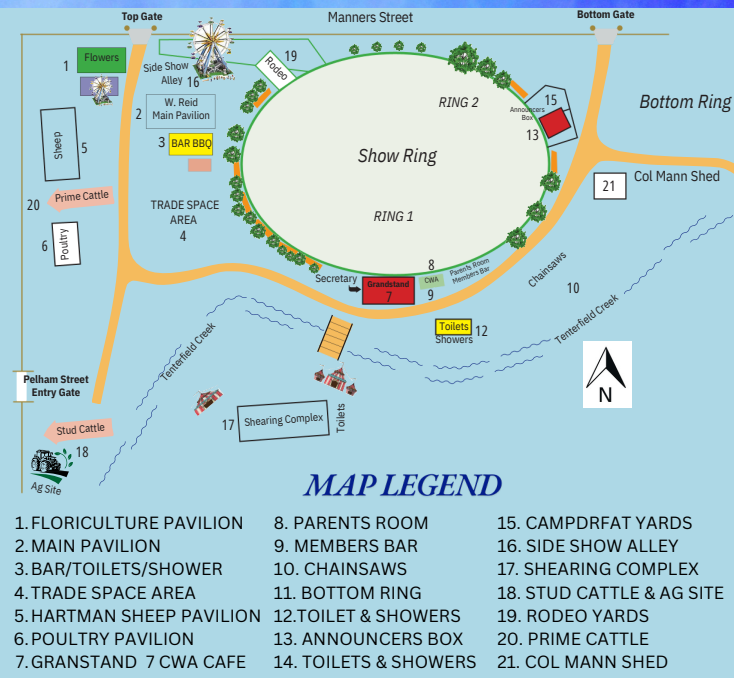 Top Gate
Manners Street
Bottom Gate
1
Flowers
Side Show
Alley 16
19
Rodeo
RING 2
15
Announcers
Box
13
Bottom Ring
2
W. Reid
Main Pavilion
3
BAR BBQ
Sheep
5
Show Ring
21
Col Mann Shed
20
Prime Cattle
TRADE SPACE
AREA
4
RING 1
6
Poultry
Secretary
Grandstand
7
8
CWA
9
Parents Room
Members Bar
Chainsaws
10
Toilets
12
Showers
Tenterfield Creek
Tenterfield Creek
N
Pelham Street
Entry Gate
17
Shearing Complex
Toilets
Stud Cattle
18
Ag Site
MAP LEGEND
1. FLORICULTURE PAVILION
2. MAIN PAVILION
3. BAR/TOILETS/SHOWER
4. TRADE SPACE AREA
5. HARTMAN SHEEP PAVILION
6. POULTRY PAVILION
7. GRANSTAND 7 CWA CAFE
8. PARENTS ROOM
9. MEMBERS BAR
10. CHAINSAWS
11. BOTTOM RING
12.TOILET & SHOWERS
13. ANNOUNCERS BOX
14. TOILETS & SHOWERS
15. CAMPDRFAT YARDS
16. SIDE SHOW ALLEY
17. SHEARING COMPLEX
18. STUD CATTLE & AG SITE
19. RODEO YARDS
20. PRIME CATTLE
21. COL MANN SHED